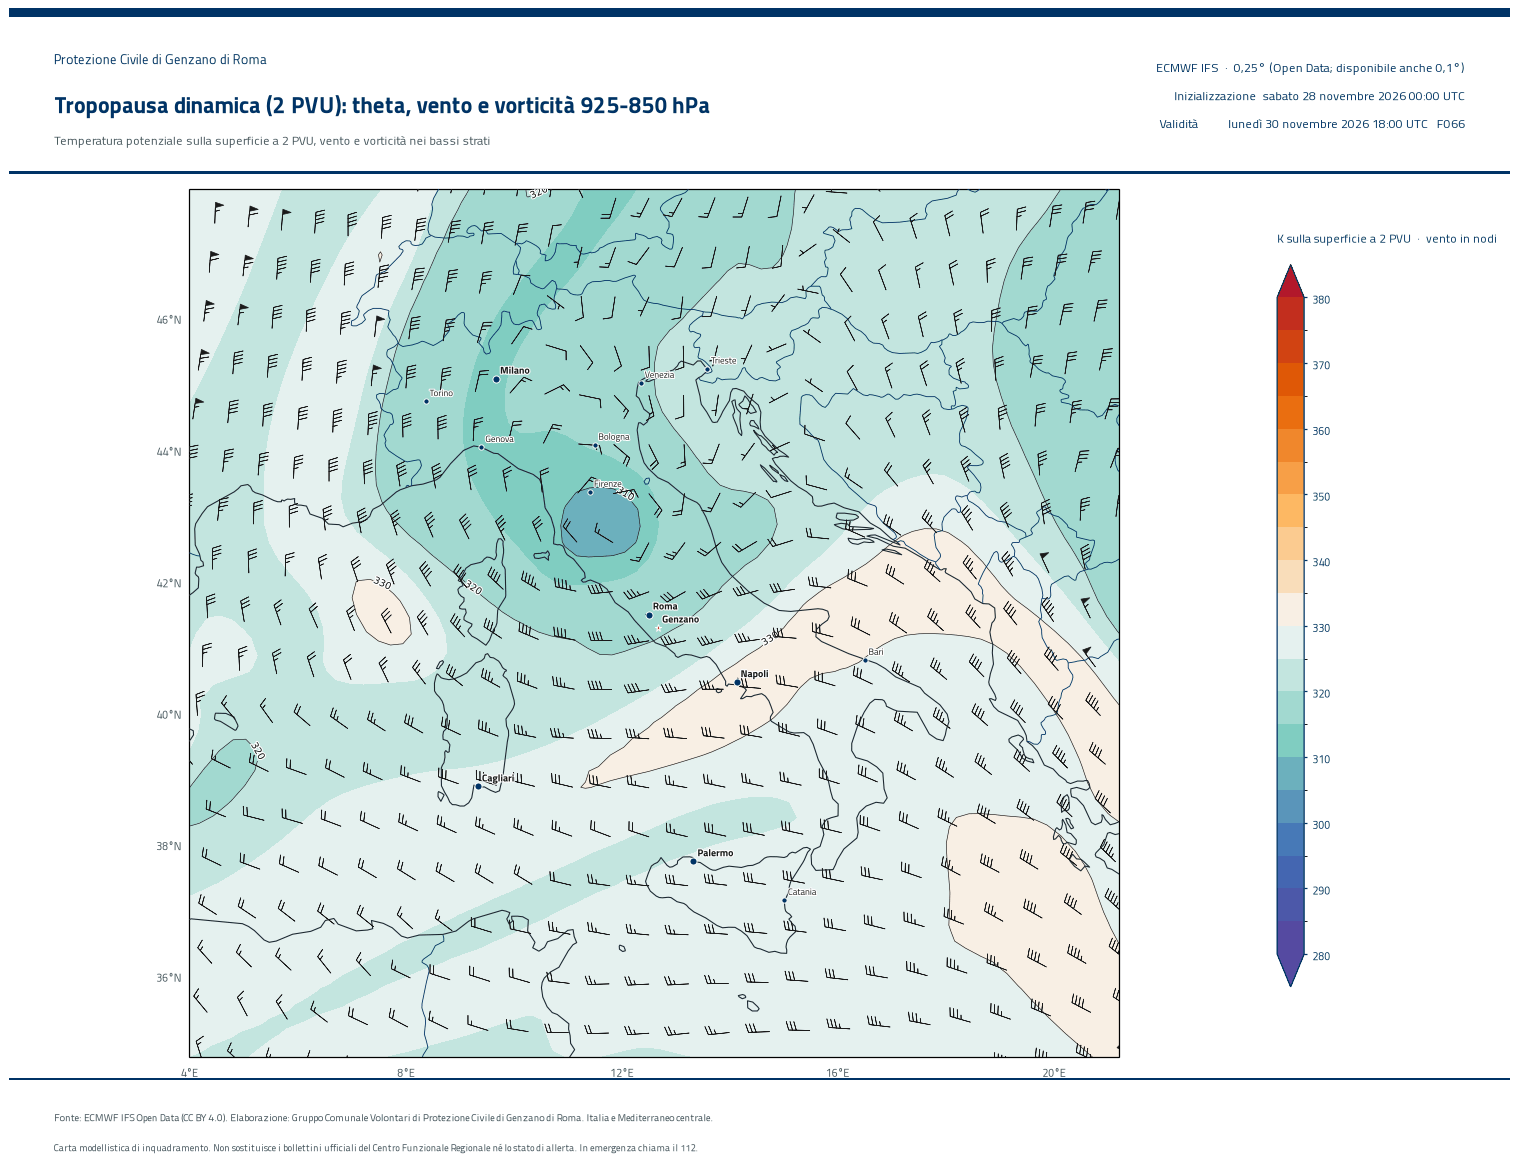 Protezione Civile di Genzano di Roma
Tropopausa dinamica (2 PVU): theta, vento e vorticità 925-850 hPa
Temperatura potenziale sulla superficie a 2 PVU, vento e vorticità nei bassi strati
ECMWF IFS · 0,25° (Open Data; disponibile anche 0,1°)
Inizializzazione sabato 28 novembre 2026 00:00 UTC
Validità lunedì 30 novembre 2026 18:00 UTC F066
K sulla superficie a 2 PVU · vento in nodi
380
370
360
350
340
330
320
310
300
290
280
46°N
44°N
42°N
40°N
38°N
36°N
4°E
8°E
12°E
16°E
20°E
320
Trieste
Milano
Venezia
Torino
Genova
Bologna
Firenze
310
330
320
Roma
Genzano
330
Bari
Napoli
320
Cagliari
Palermo
Catania
Fonte: ECMWF IFS Open Data (CC BY 4.0). Elaborazione: Gruppo Comunale Volontari di Protezione Civile di Genzano di Roma. Italia e Mediterraneo centrale.
Carta modellistica di inquadramento. Non sostituisce i bollettini ufficiali del Centro Funzionale Regionale né lo stato di allerta. In emergenza chiama il 112.